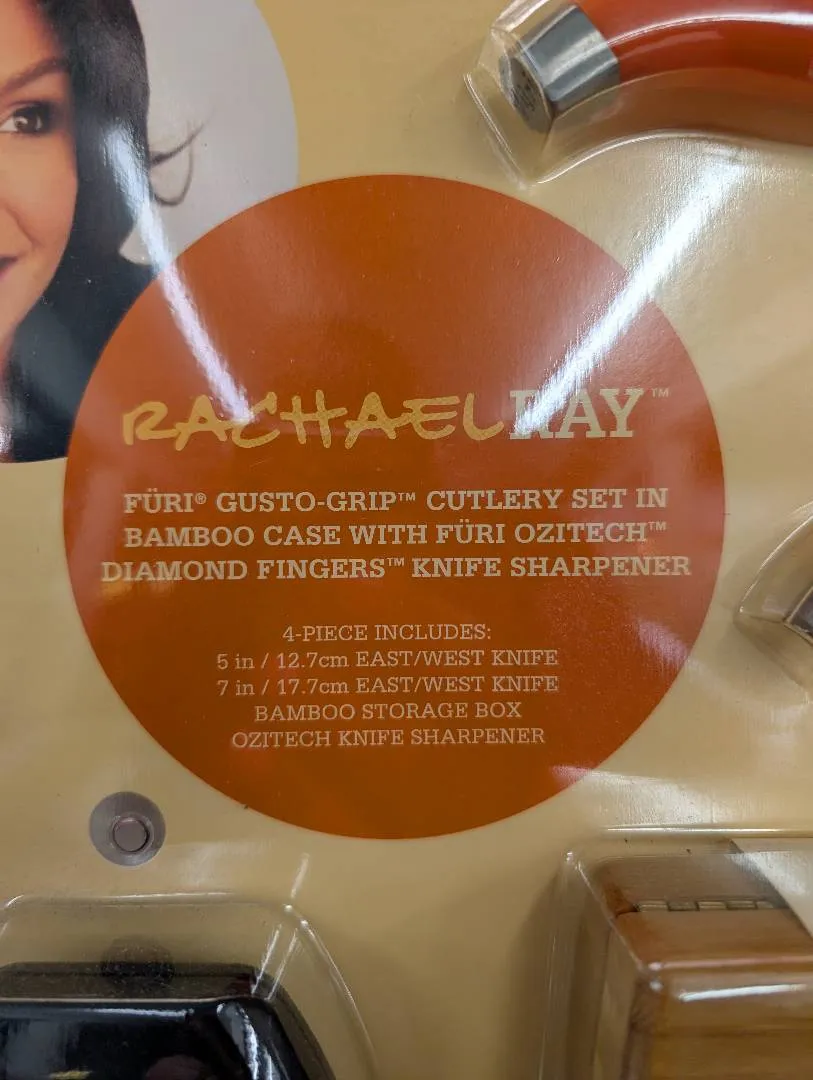 RACHAEL RAY™
FÜRI® GUSTO-GRIP™ CUTLERY SET IN
BAMBOO CASE WITH FÜRI OZITECH™
DIAMOND FINGERS™ KNIFE SHARPENER
4-PIECE INCLUDES:
5 in / 12.7cm EAST/WEST KNIFE
7 in / 17.7cm EAST/WEST KNIFE
BAMBOO STORAGE BOX
OZITECH KNIFE SHARPENER